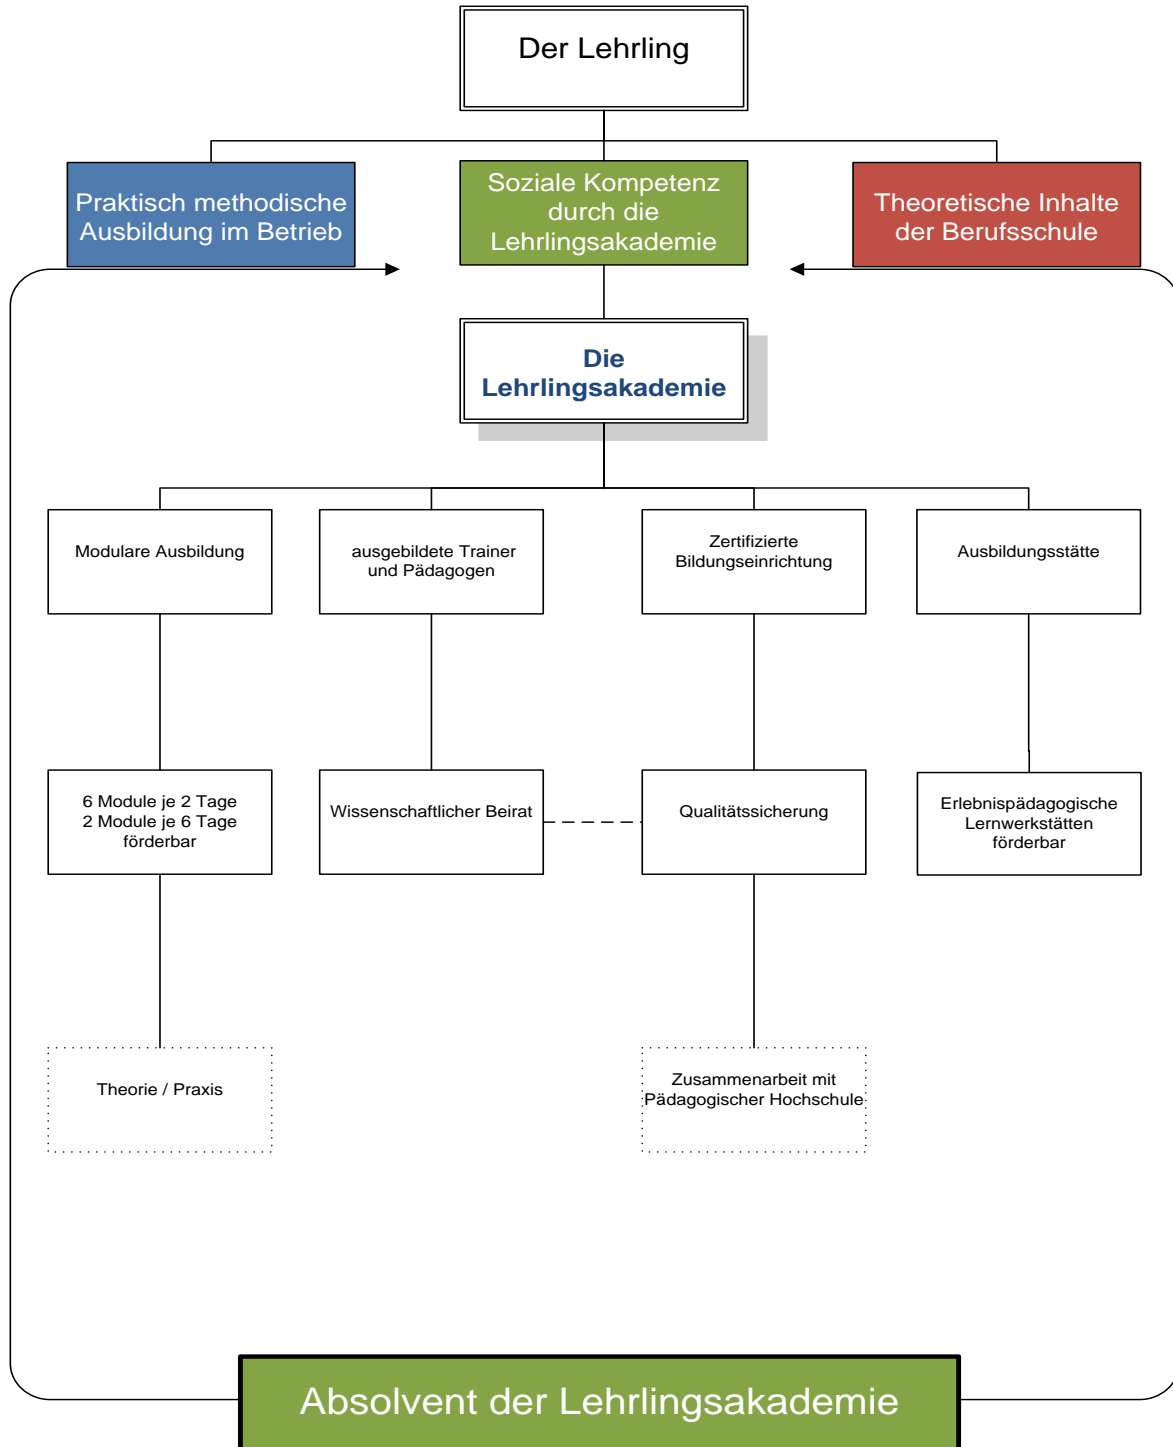 Der Lehrling
Praktisch methodische
Ausbildung im Betrieb
Soziale Kompetenz
durch die
Lehrlingsakademie
Theoretische Inhalte
der Berufsschule
Die
Lehrlingsakademie
Modulare Ausbildung
ausgebildete Trainer
und Pädagogen
Zertifizierte
Bildungseinrichtung
Ausbildungsstätte
6 Module je 2 Tage
2 Module je 6 Tage
förderbar
Wissenschaftlicher Beirat
Qualitätssicherung
Erlebnispädagogische
Lernwerkstätten
förderbar
Theorie / Praxis
Zusammenarbeit mit
Pädagogischer Hochschule
Absolvent der Lehrlingsakademie